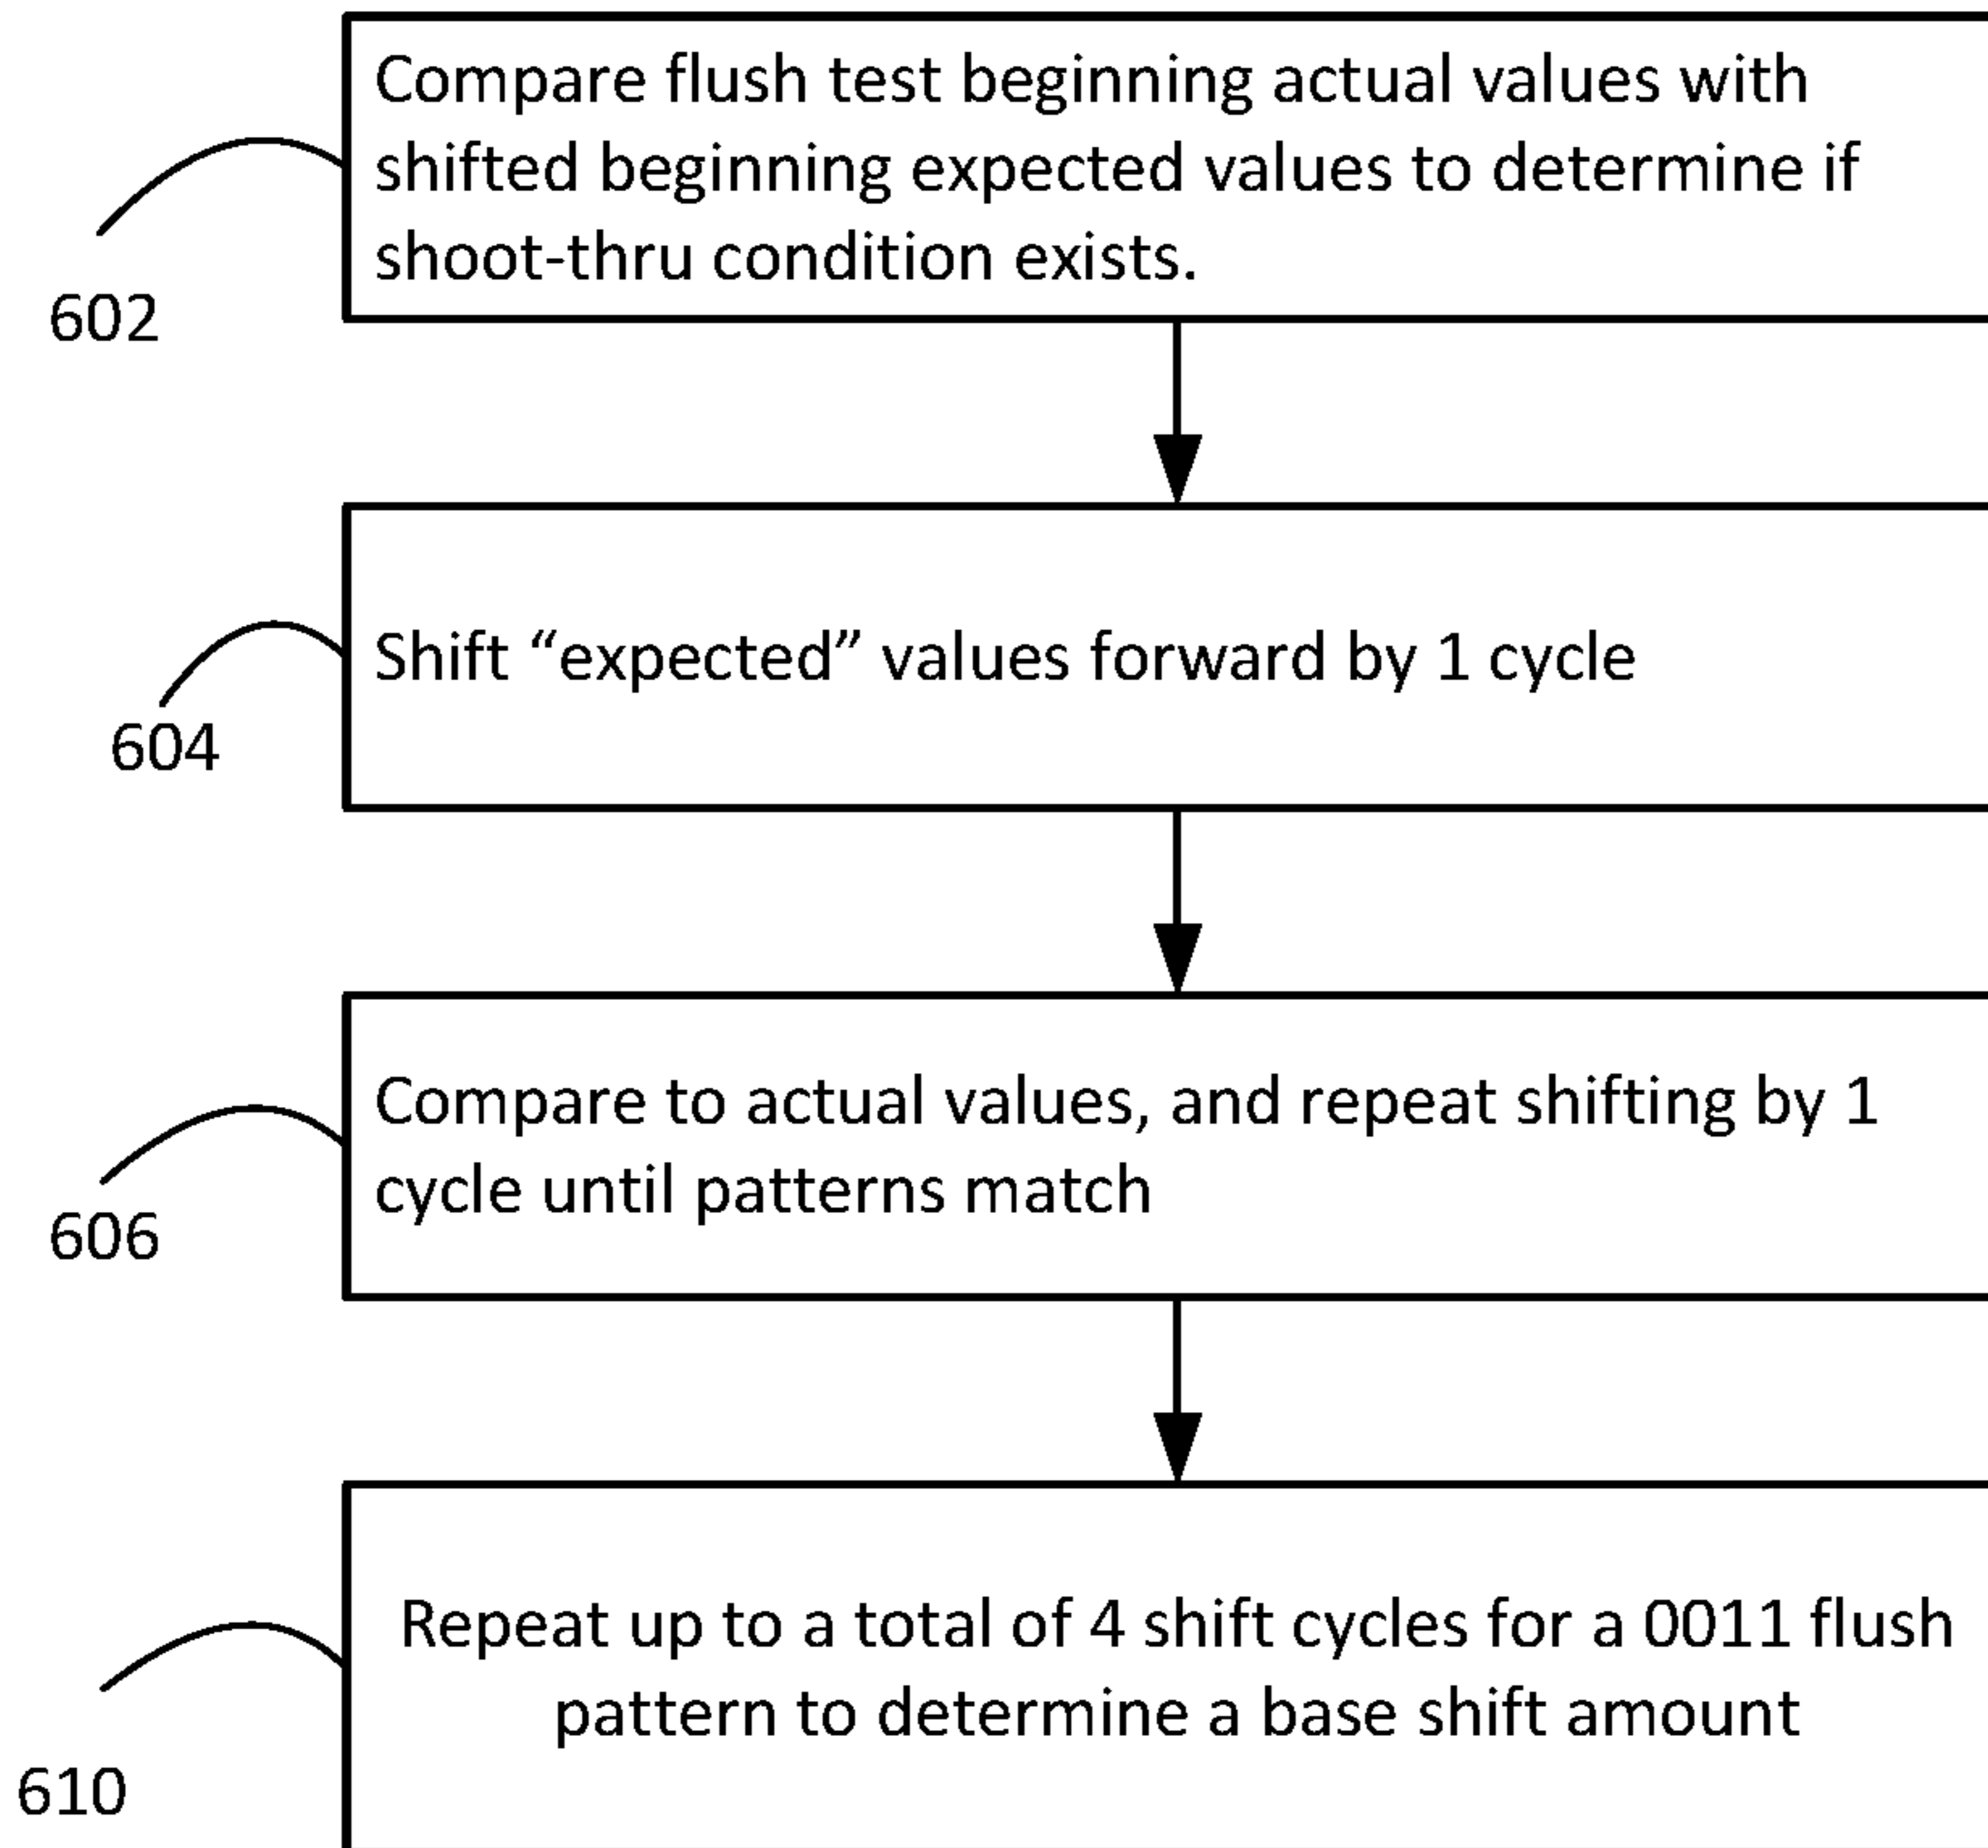 Compare flush test beginning actual values with
shifted beginning expected values to determine if
shoot-thru condition exists.
602
Shift “expected” values forward by 1 cycle
604
Compare to actual values, and repeat shifting by 1
cycle until patterns match
606
Repeat up to a total of 4 shift cycles for a 0011 flush
pattern to determine a base shift amount
610